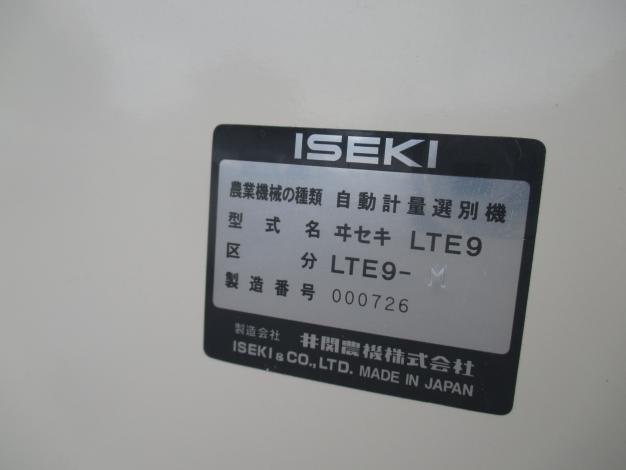 ISEKI
農業機械の種類 自動計量選別機
型式名 ヰセキ LTE9
区分 LTE9- M
製造番号 000726
製造会社 井関農機株式会社
ISEKI & CO., LTD. MADE IN JAPAN